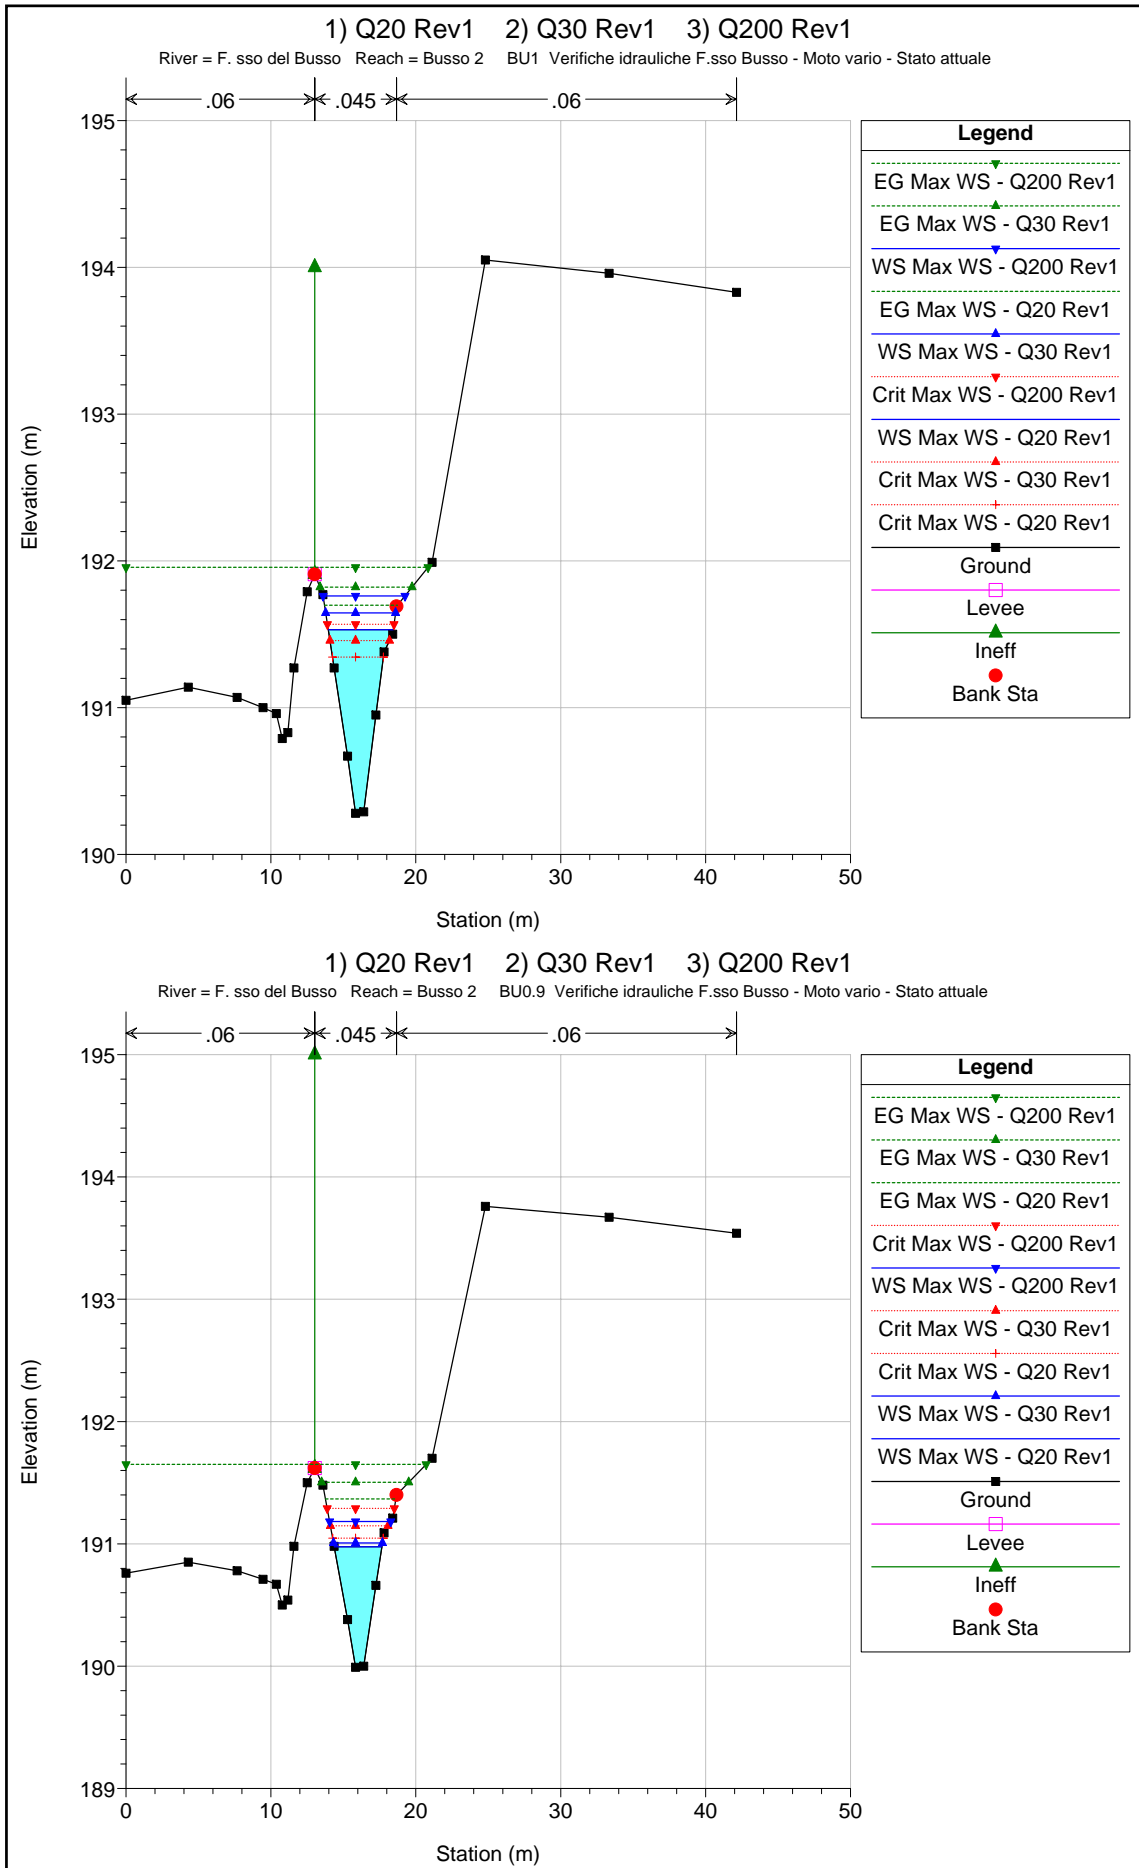 1) Q20 Rev1 2) Q30 Rev1 3) Q200 Rev1
River = F. sso del Busso Reach = Busso 2 BU1 Verifiche idrauliche F.sso Busso - Moto vario - Stato attuale
.06 .045 .06
195
194
193
192
191
190
Elevation (m)
0 10 20 30 40 50
Station (m)
Legend
EG Max WS - Q200 Rev1
EG Max WS - Q30 Rev1
WS Max WS - Q200 Rev1
EG Max WS - Q20 Rev1
WS Max WS - Q30 Rev1
Crit Max WS - Q200 Rev1
WS Max WS - Q20 Rev1
Crit Max WS - Q30 Rev1
Crit Max WS - Q20 Rev1
Ground
Levee
Ineff
Bank Sta
1) Q20 Rev1 2) Q30 Rev1 3) Q200 Rev1
River = F. sso del Busso Reach = Busso 2 BU0.9 Verifiche idrauliche F.sso Busso - Moto vario - Stato attuale
.06 .045 .06
195
194
193
192
191
190
189
Elevation (m)
0 10 20 30 40 50
Station (m)
Legend
EG Max WS - Q200 Rev1
EG Max WS - Q30 Rev1
EG Max WS - Q20 Rev1
Crit Max WS - Q200 Rev1
WS Max WS - Q200 Rev1
Crit Max WS - Q30 Rev1
Crit Max WS - Q20 Rev1
WS Max WS - Q30 Rev1
WS Max WS - Q20 Rev1
Ground
Levee
Ineff
Bank Sta